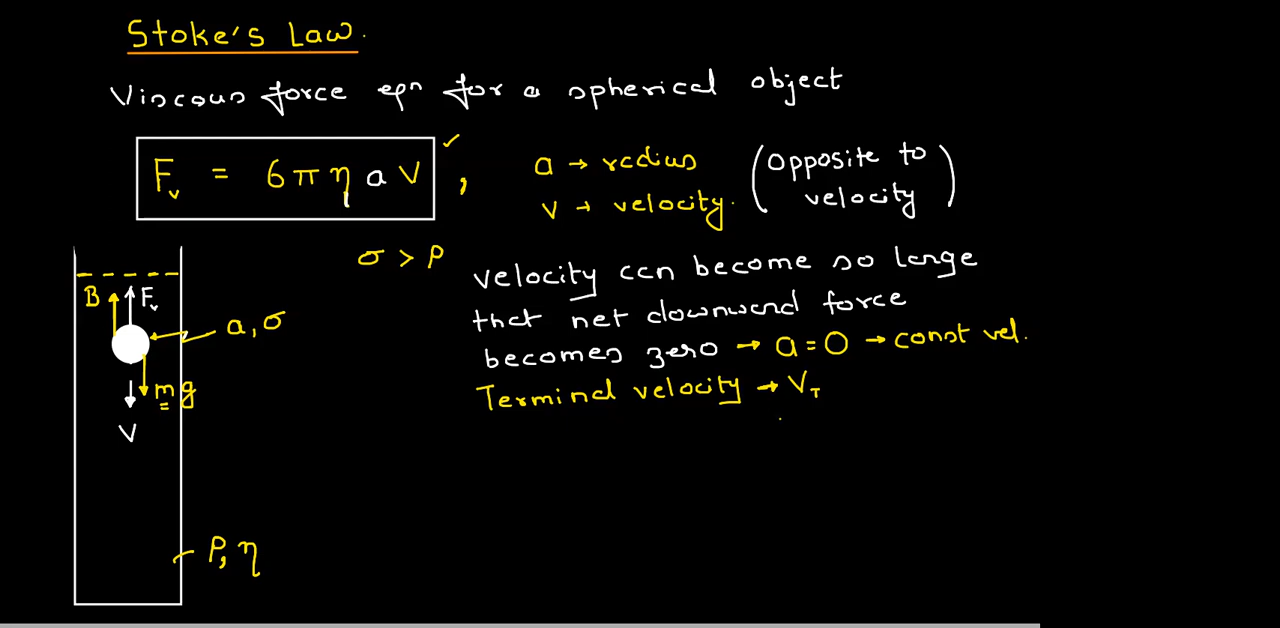 Stoke's Law.
Viscous force eqn for a spherical object
Fv = 6πηaV ,
a → radius
v → velocity.
(opposite to
velocity)
σ > ρ
velocity can become so large
that net downward force
becomes zero → a = 0 → const vel.
Terminal velocity → VT
B
Fv
a, σ
mg
V
ρ, η